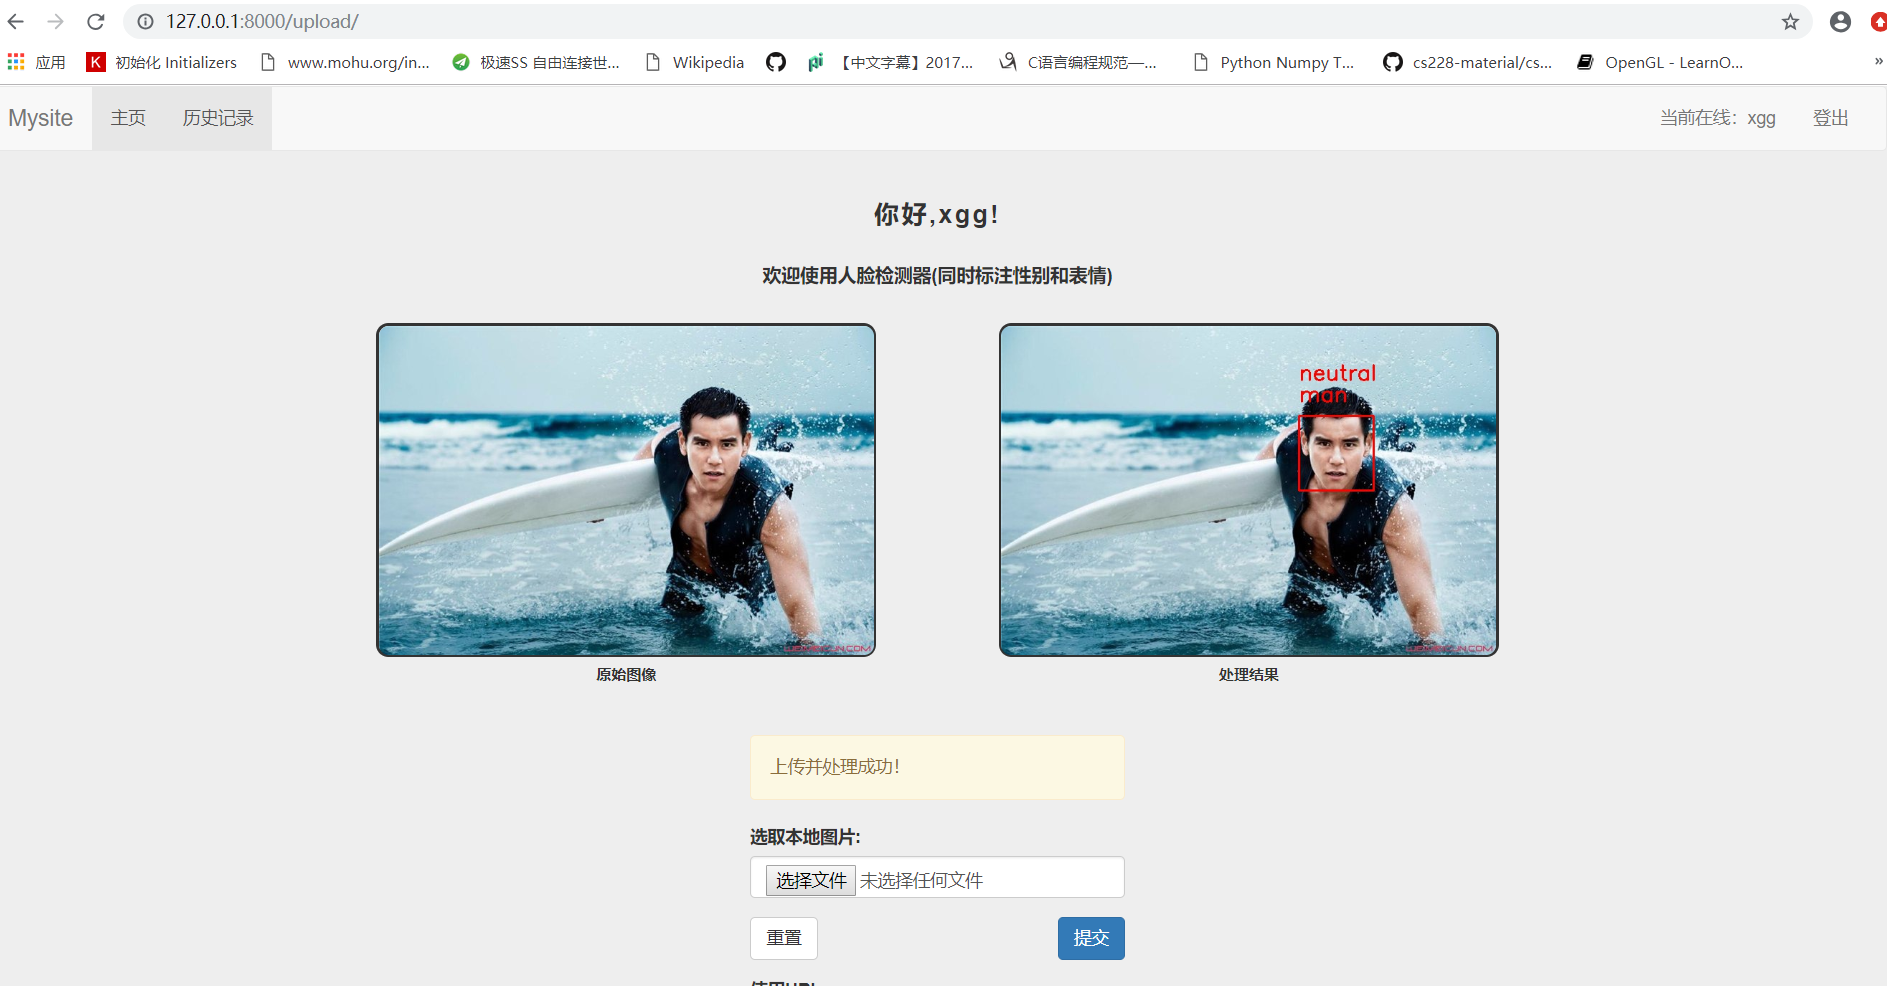 127.0.0.1:8000/upload/
应用
K
初始化 Initializers
www.mohu.org/in...
极速SS 自由连接世...
Wikipedia
pi
【中文字幕】2017...
C语言编程规范—...
Python Numpy T...
cs228-material/cs...
OpenGL - LearnO...
»
Mysite
主页
历史记录
当前在线：xgg
登出
你好,xgg!
欢迎使用人脸检测器(同时标注性别和表情)
neutral
man
原始图像
处理结果
上传并处理成功！
选取本地图片:
选择文件 未选择任何文件
重置
提交